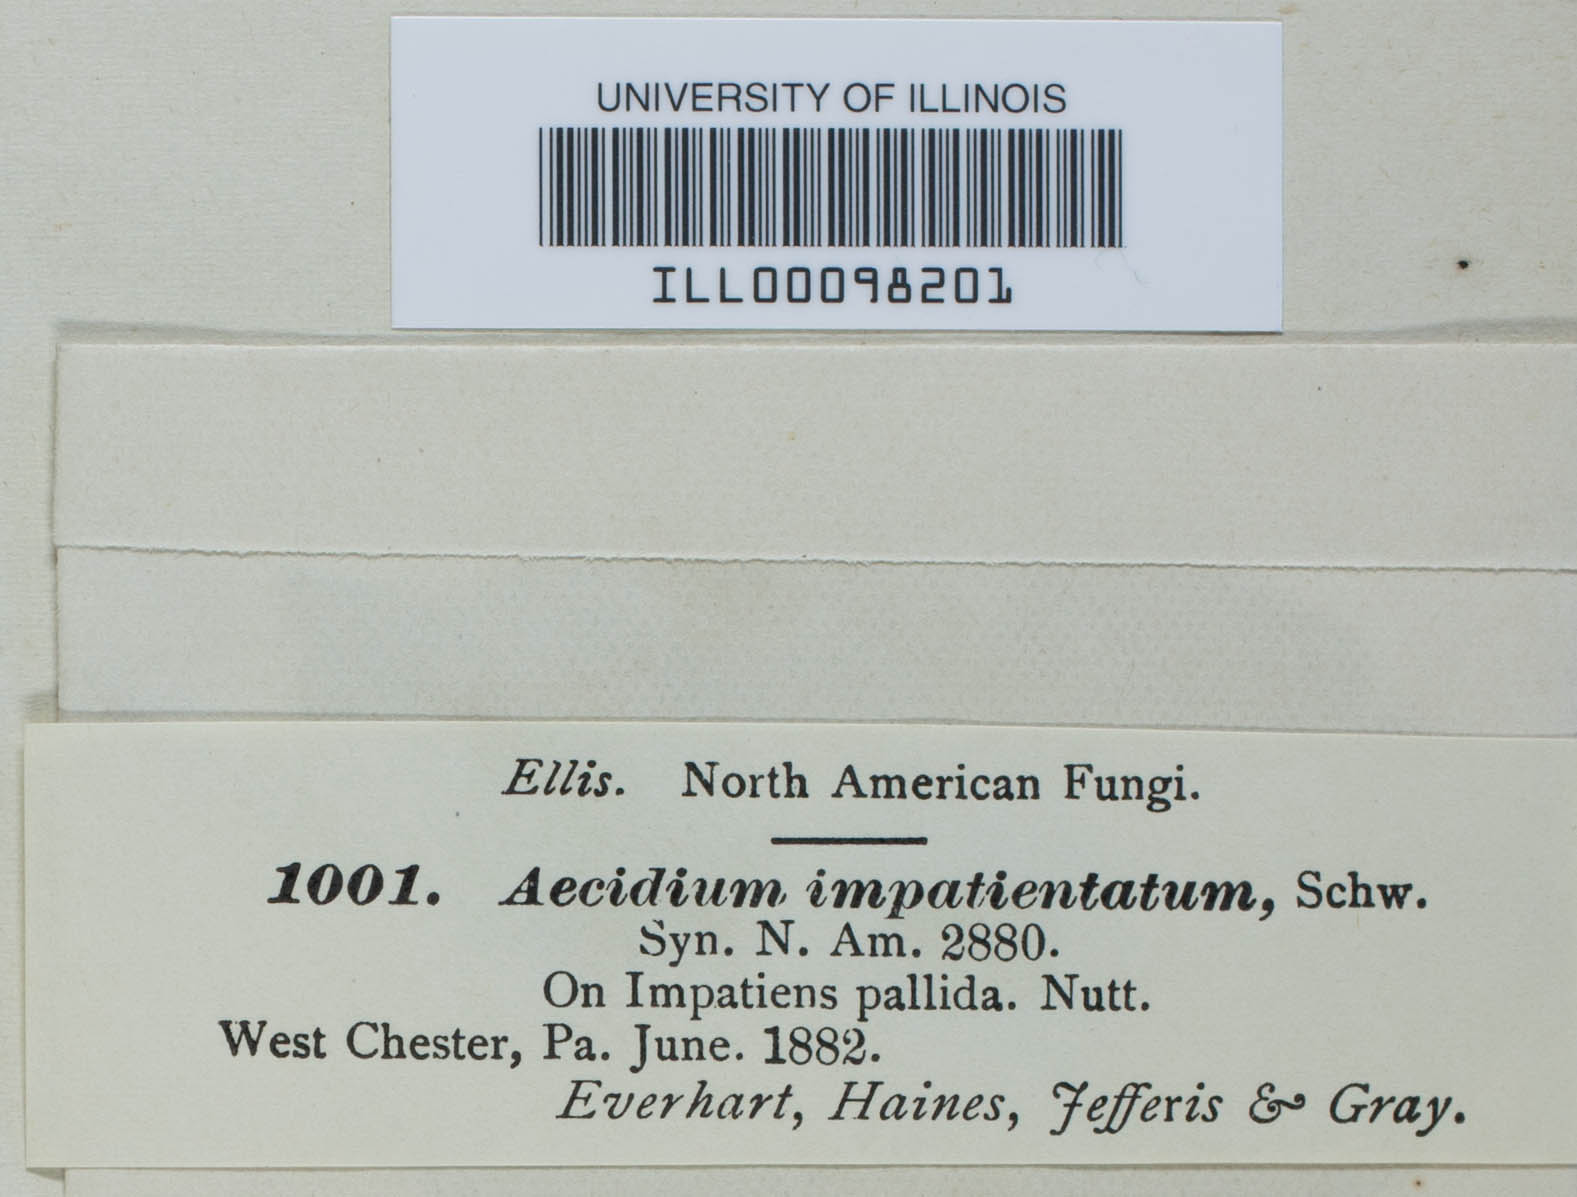 UNIVERSITY OF ILLINOIS
ILL00098201
Ellis. North American Fungi.
1001. Aecidium impatientatum, Schw.
Syn. N. Am. 2880.
On Impatiens pallida. Nutt.
West Chester, Pa. June. 1882.
Everhart, Haines, Jefferis & Gray.